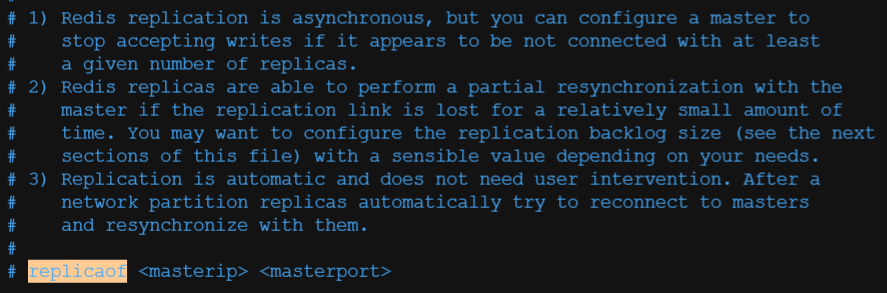 # 1) Redis replication is asynchronous, but you can configure a master to
#    stop accepting writes if it appears to be not connected with at least
#    a given number of replicas.
# 2) Redis replicas are able to perform a partial resynchronization with the
#    master if the replication link is lost for a relatively small amount of
#    time. You may want to configure the replication backlog size (see the next
#    sections of this file) with a sensible value depending on your needs.
# 3) Replication is automatic and does not need user intervention. After a
#    network partition replicas automatically try to reconnect to masters
#    and resynchronize with them.
#
# replicaof <masterip> <masterport>